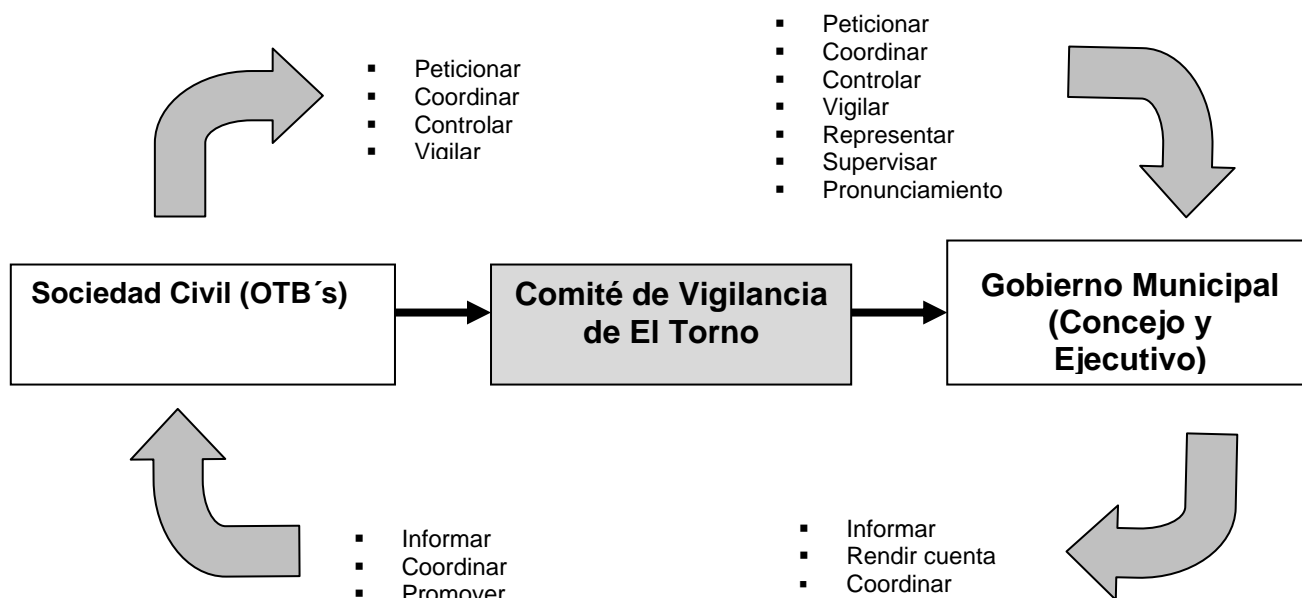 ▪ Peticionar
▪ Coordinar
▪ Controlar
▪ Vigilar
▪ Peticionar
▪ Coordinar
▪ Controlar
▪ Vigilar
▪ Representar
▪ Supervisar
▪ Pronunciamiento
Sociedad Civil (OTB´s)
Comité de Vigilancia
de El Torno
Gobierno Municipal
(Concejo y
Ejecutivo)
▪ Informar
▪ Coordinar
▪ Promover
▪ Informar
▪ Rendir cuenta
▪ Coordinar